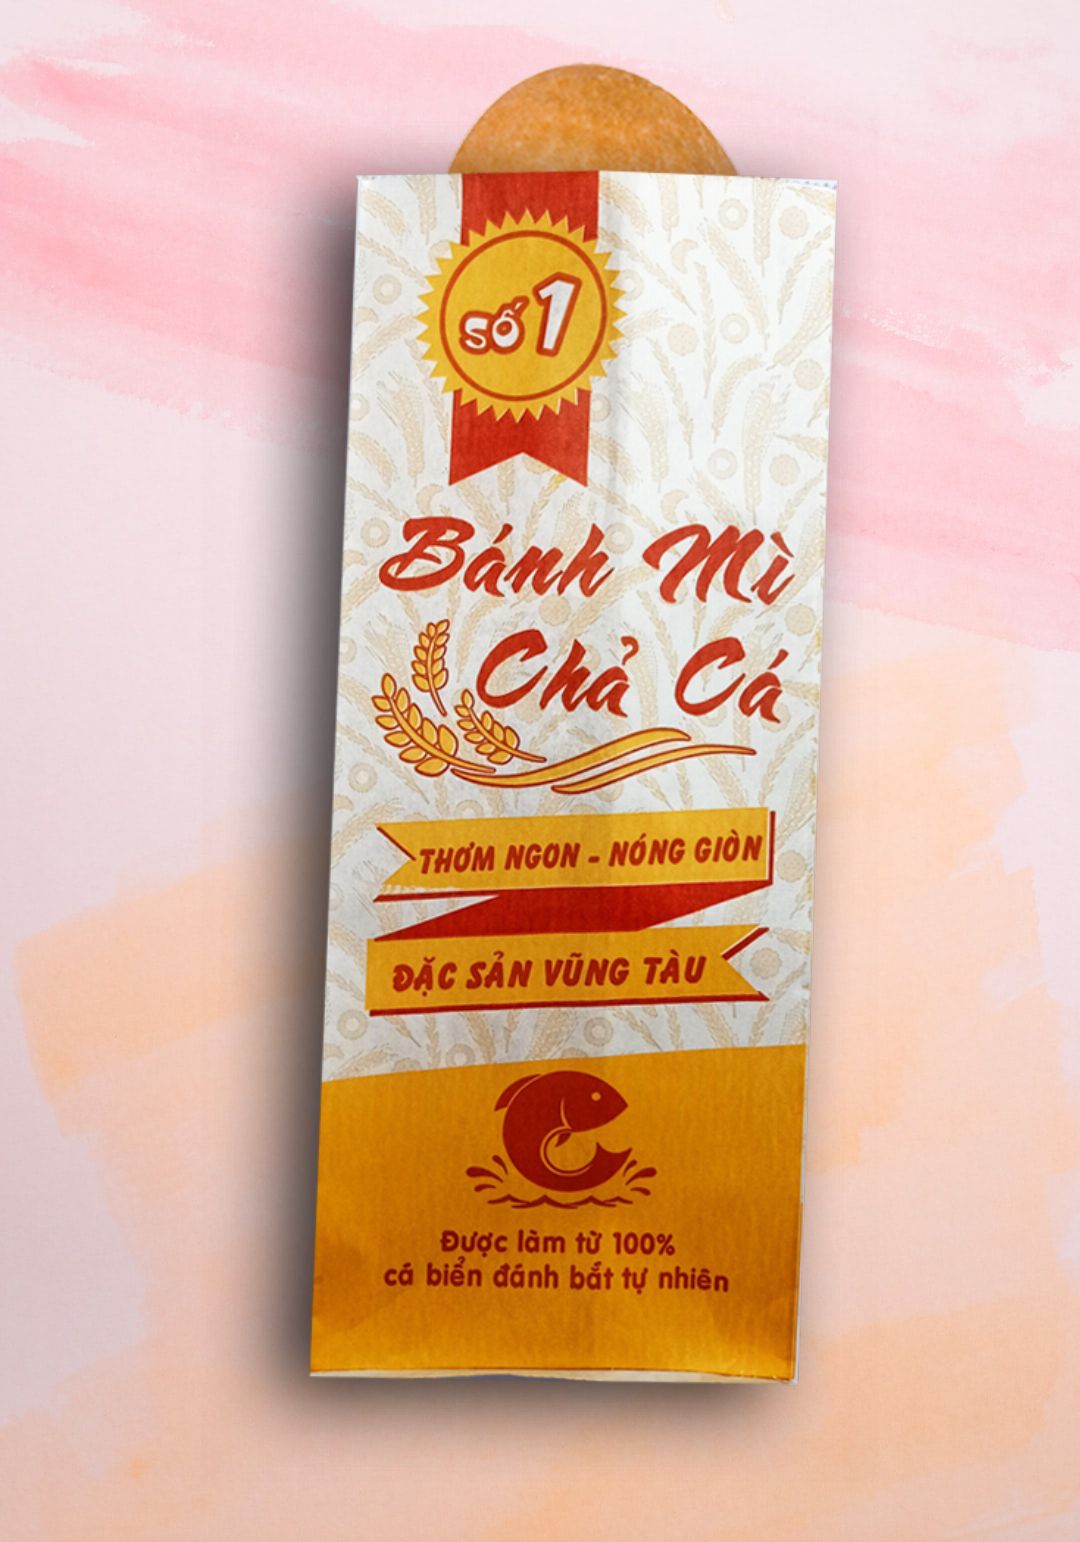 Số 1
Bánh Mì
Chả Cá
THƠM NGON - NÓNG GIÒN
ĐẶC SẢN VŨNG TÀU
Được làm từ 100%
cá biển đánh bắt tự nhiên